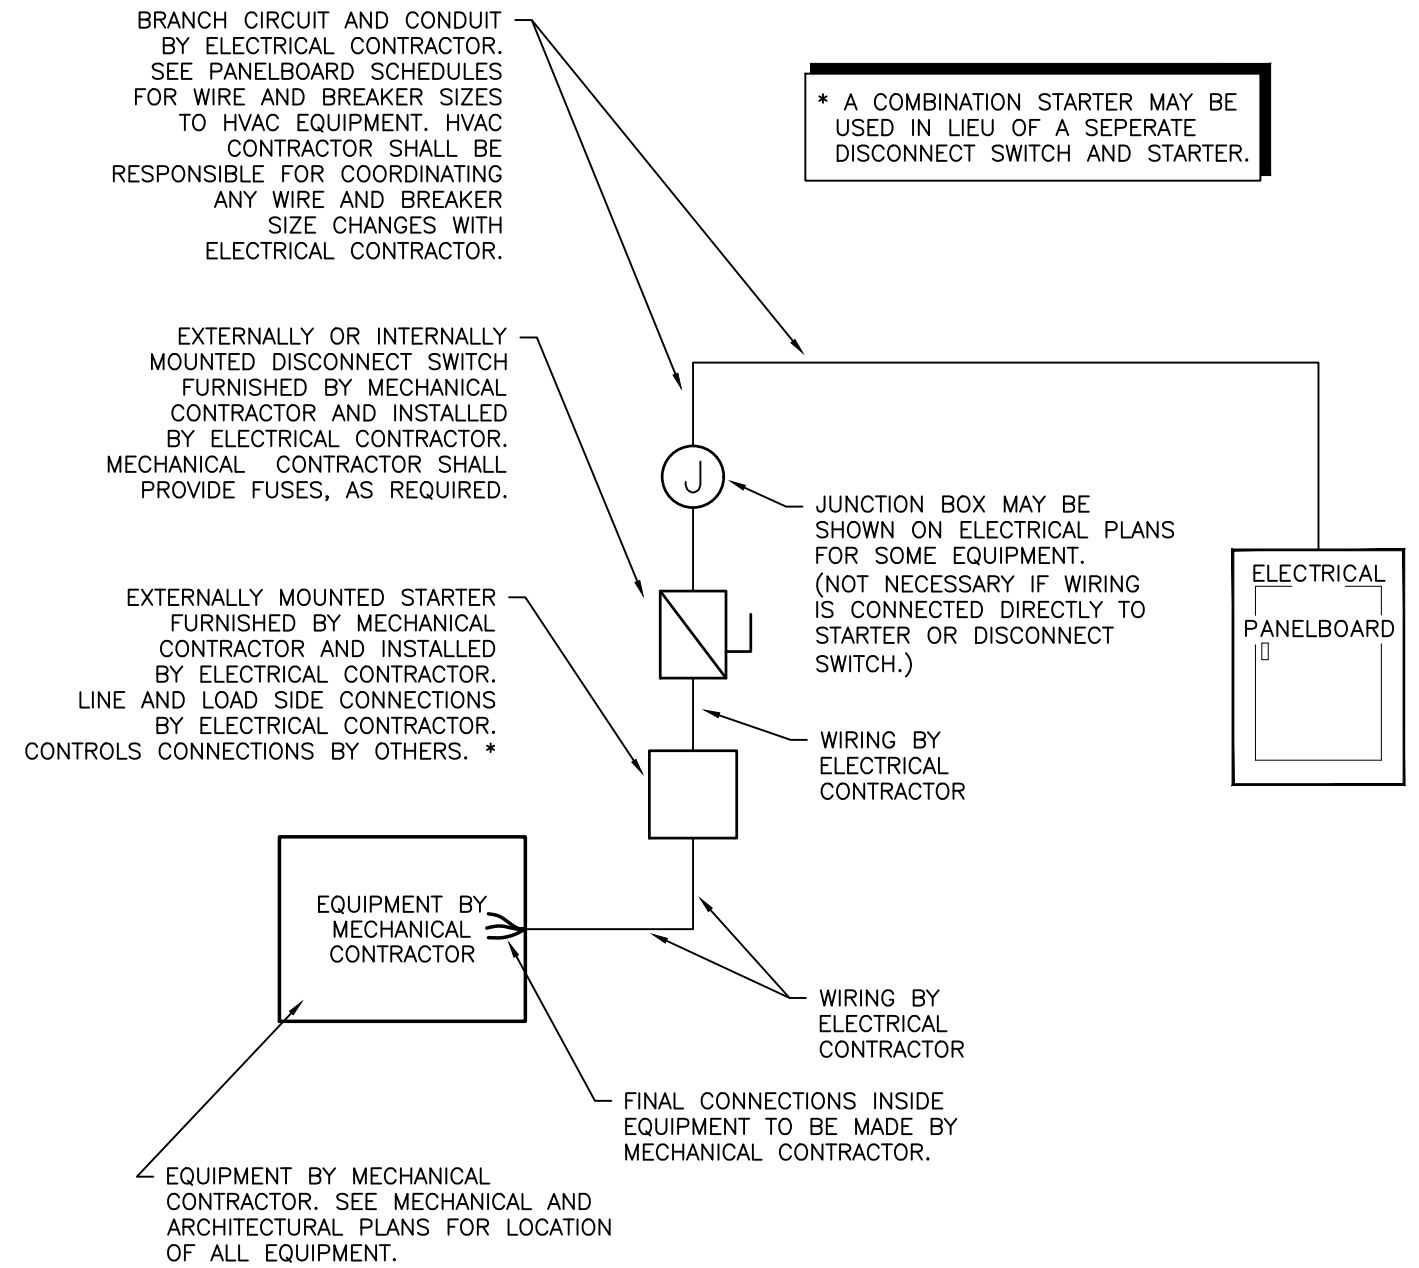 BRANCH CIRCUIT AND CONDUIT
BY ELECTRICAL CONTRACTOR.
SEE PANELBOARD SCHEDULES
FOR WIRE AND BREAKER SIZES
TO HVAC EQUIPMENT. HVAC
CONTRACTOR SHALL BE
RESPONSIBLE FOR COORDINATING
ANY WIRE AND BREAKER
SIZE CHANGES WITH
ELECTRICAL CONTRACTOR.
* A COMBINATION STARTER MAY BE
USED IN LIEU OF A SEPERATE
DISCONNECT SWITCH AND STARTER.
EXTERNALLY OR INTERNALLY
MOUNTED DISCONNECT SWITCH
FURNISHED BY MECHANICAL
CONTRACTOR AND INSTALLED
BY ELECTRICAL CONTRACTOR.
MECHANICAL CONTRACTOR SHALL
PROVIDE FUSES, AS REQUIRED.
J
JUNCTION BOX MAY BE
SHOWN ON ELECTRICAL PLANS
FOR SOME EQUIPMENT.
(NOT NECESSARY IF WIRING
IS CONNECTED DIRECTLY TO
STARTER OR DISCONNECT
SWITCH.)
ELECTRICAL
PANELBOARD
EXTERNALLY MOUNTED STARTER
FURNISHED BY MECHANICAL
CONTRACTOR AND INSTALLED
BY ELECTRICAL CONTRACTOR.
LINE AND LOAD SIDE CONNECTIONS
BY ELECTRICAL CONTRACTOR.
CONTROLS CONNECTIONS BY OTHERS. *
WIRING BY
ELECTRICAL
CONTRACTOR
EQUIPMENT BY
MECHANICAL
CONTRACTOR
WIRING BY
ELECTRICAL
CONTRACTOR
FINAL CONNECTIONS INSIDE
EQUIPMENT TO BE MADE BY
MECHANICAL CONTRACTOR.
EQUIPMENT BY MECHANICAL
CONTRACTOR. SEE MECHANICAL AND
ARCHITECTURAL PLANS FOR LOCATION
OF ALL EQUIPMENT.